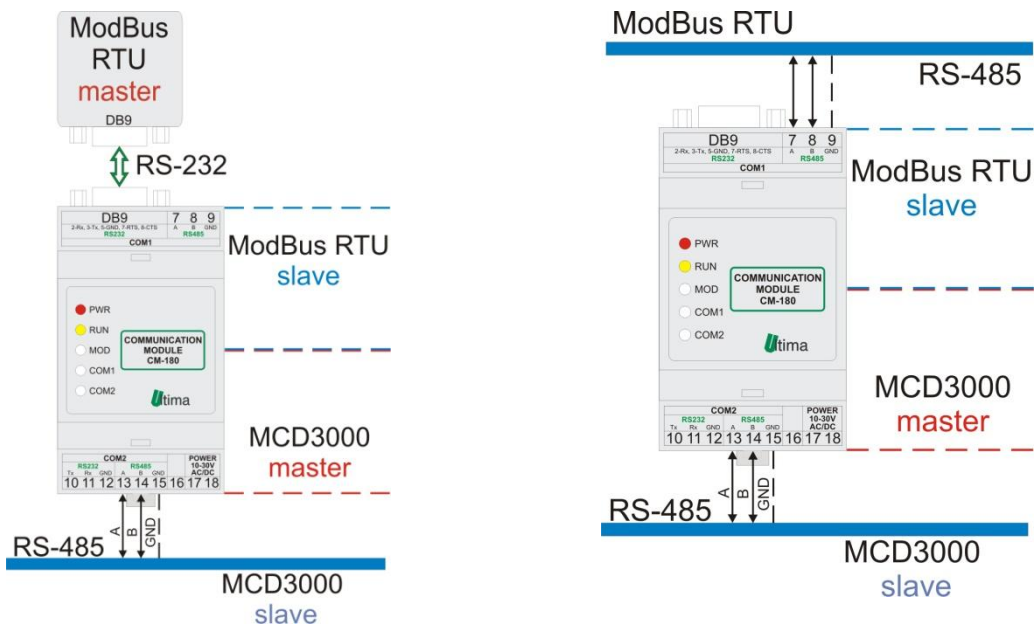 ModBus
RTU
master
DB9
RS-232
DB9
7 8 9
2-Rx, 3-Tx, 5-GND, 7-RTS, 8-CTS
A B GND
RS232
RS485
COM1
ModBus RTU
slave
PWR
RUN
MOD
COM1
COM2
COMMUNICATION
MODULE
CM-180
Ultima
MCD3000
master
COM2
RS232
RS485
Tx Rx GND A B GND
POWER
10-30V
AC/DC
10 11 12 13 14 15 16 17 18
A
B
GND
RS-485
MCD3000
slave
ModBus RTU
RS-485
DB9
7 8 9
2-Rx, 3-Tx, 5-GND, 7-RTS, 8-CTS
A B GND
RS232
RS485
COM1
ModBus RTU
slave
PWR
RUN
MOD
COM1
COM2
COMMUNICATION
MODULE
CM-180
Ultima
MCD3000
master
COM2
RS232
RS485
Tx Rx GND A B GND
POWER
10-30V
AC/DC
10 11 12 13 14 15 16 17 18
A
B
GND
RS-485
MCD3000
slave